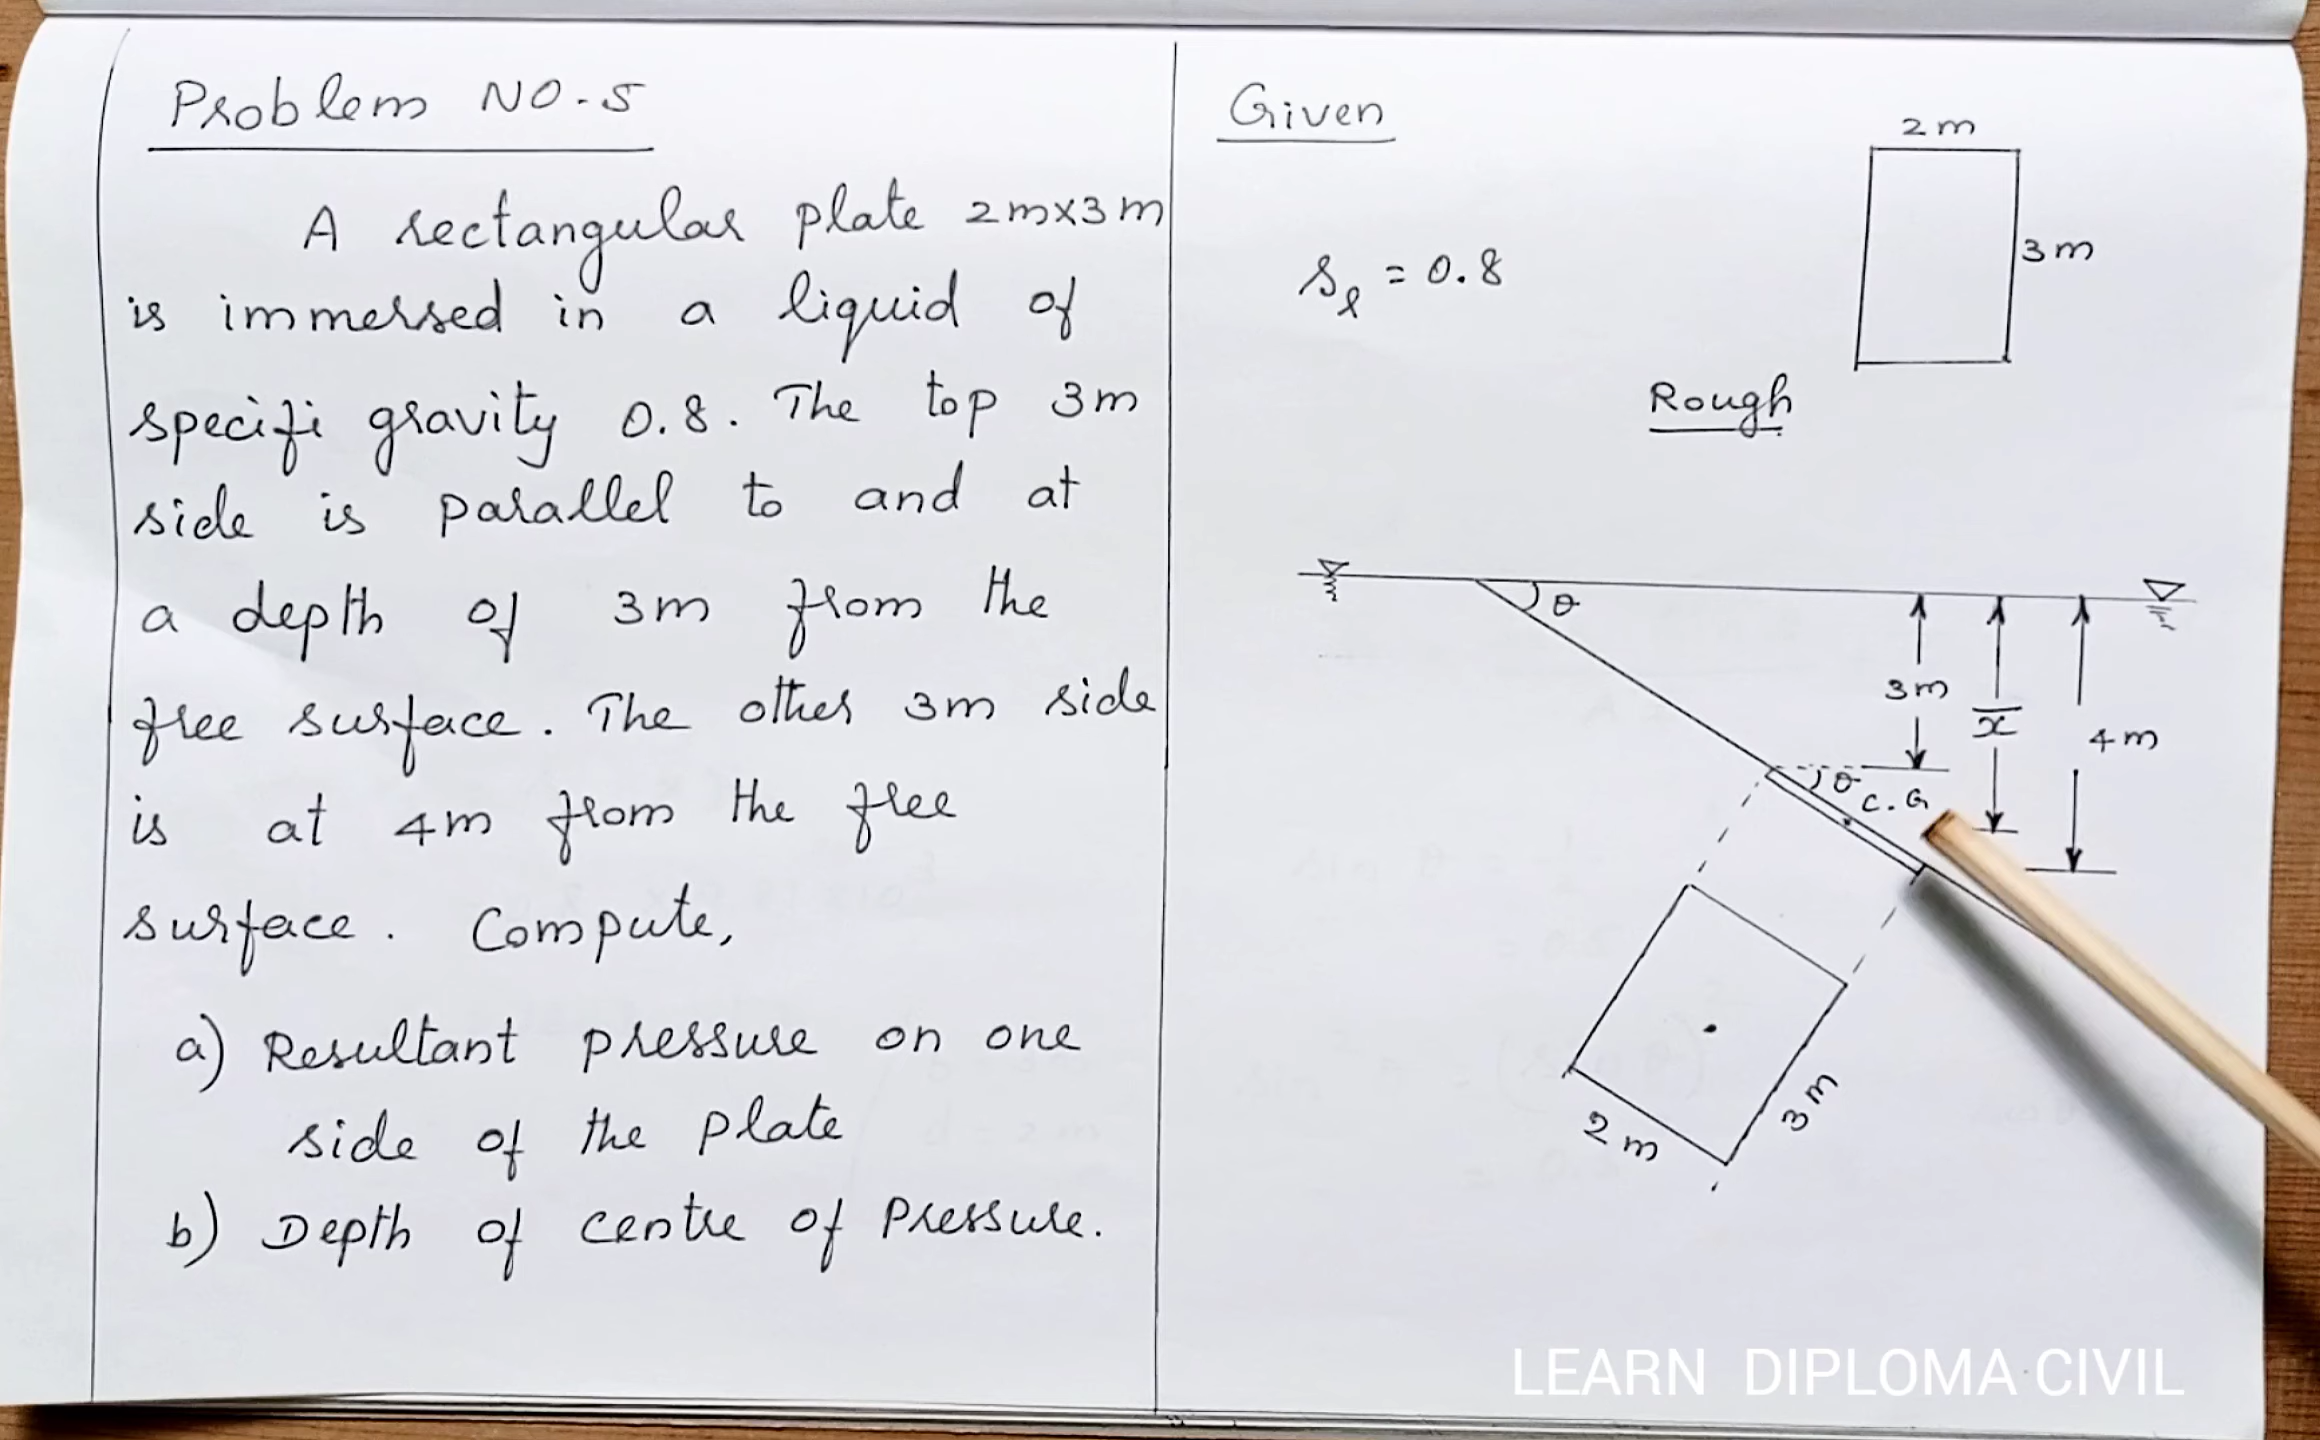 Problem NO-5
A rectangular plate 2m×3m
is immersed in a liquid of
specifi gravity 0.8. The top 3m
side is parallel to and at
a depth of 3m from the
free surface. The other 3m side
is at 4m from the free
surface. Compute,
a) Resultant pressure on one
side of the plate
b) Depth of centre of Pressure.
Given
2m
3m
s_l = 0.8
Rough
θ
3m
x̄
4m
θ
C.G
2m
3m
LEARN DIPLOMA CIVIL